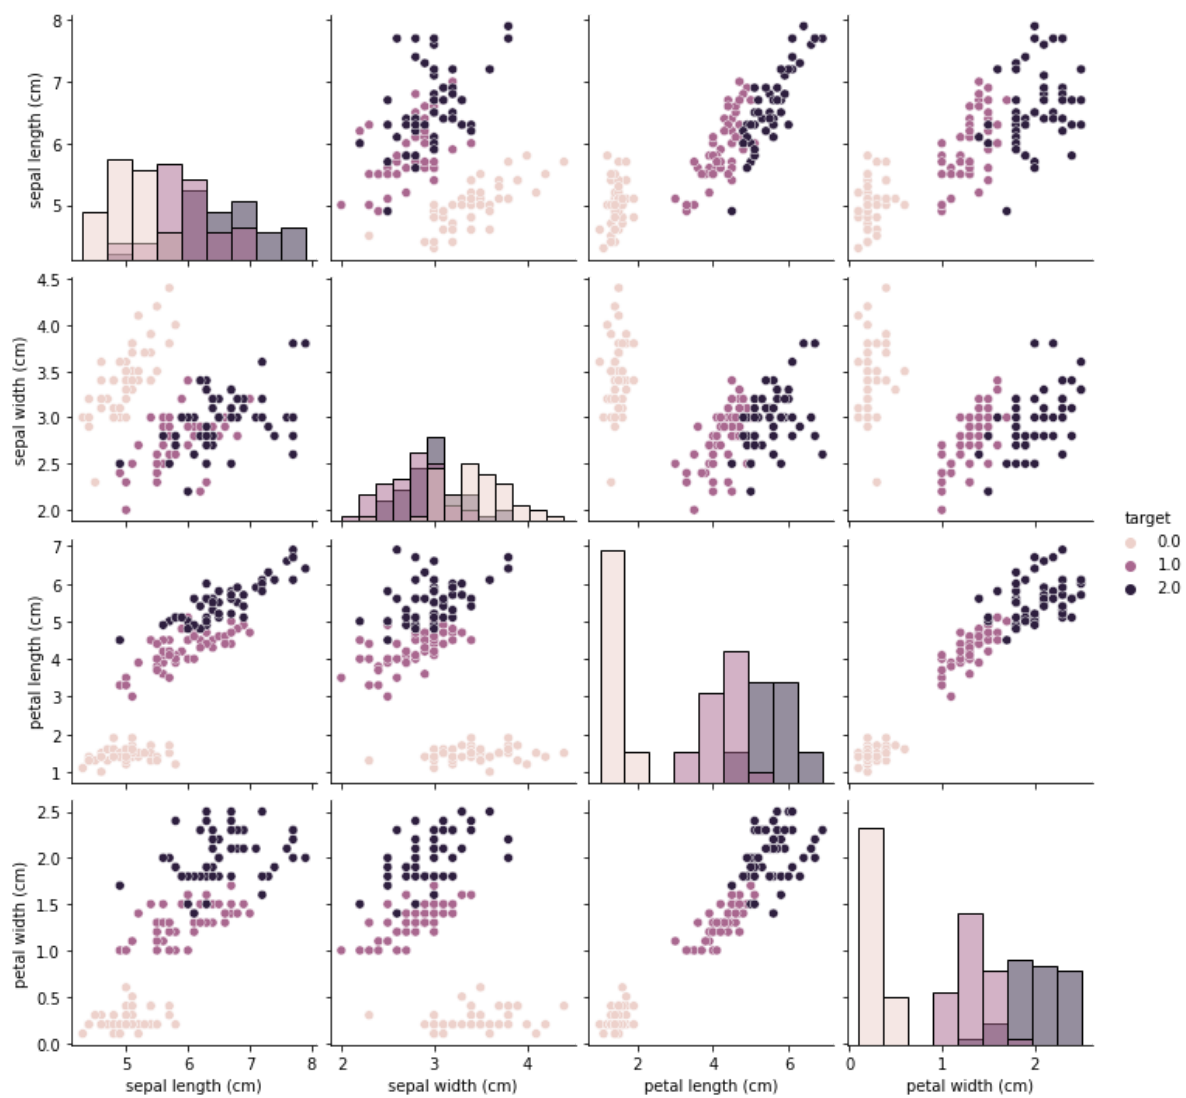 8
7
6
5
sepal length (cm)
4.5
4.0
3.5
3.0
2.5
2.0
sepal width (cm)
target
0.0
1.0
2.0
7
6
5
4
3
2
1
petal length (cm)
2.5
2.0
1.5
1.0
0.5
0.0
petal width (cm)
5 6 7 8
2 3 4
2 4 6
0 2
sepal length (cm)
sepal width (cm)
petal length (cm)
petal width (cm)